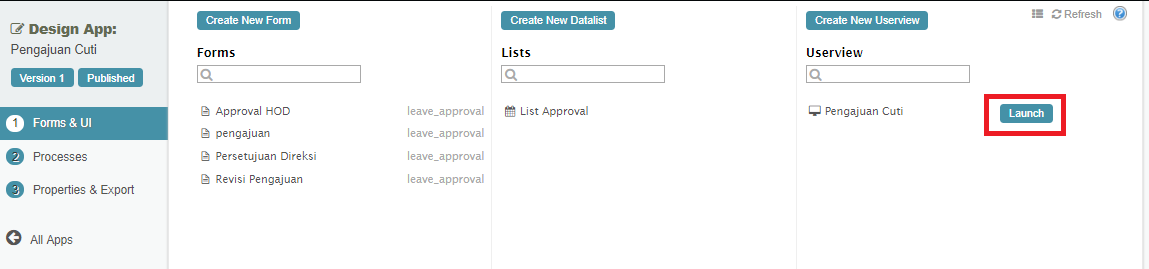 Design App:
Pengajuan Cuti
Version 1 Published
1 Forms & UI
2 Processes
3 Properties & Export
All Apps
Create New Form
Forms
Approval HOD leave_approval
pengajuan leave_approval
Persetujuan Direksi leave_approval
Revisi Pengajuan leave_approval
Create New Datalist
Lists
List Approval
Create New Userview
Refresh ?
Userview
Pengajuan Cuti Launch